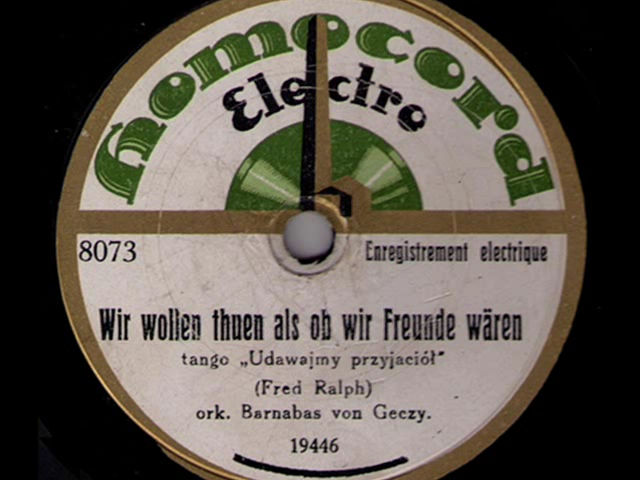 Homocord
Electro
8073 Enregistrement electrique
Wir wollen thuen als ob wir Freunde wären
tango „Udawajmy przyjaciół"
(Fred Ralph)
ork. Barnabas von Geczy.
19446